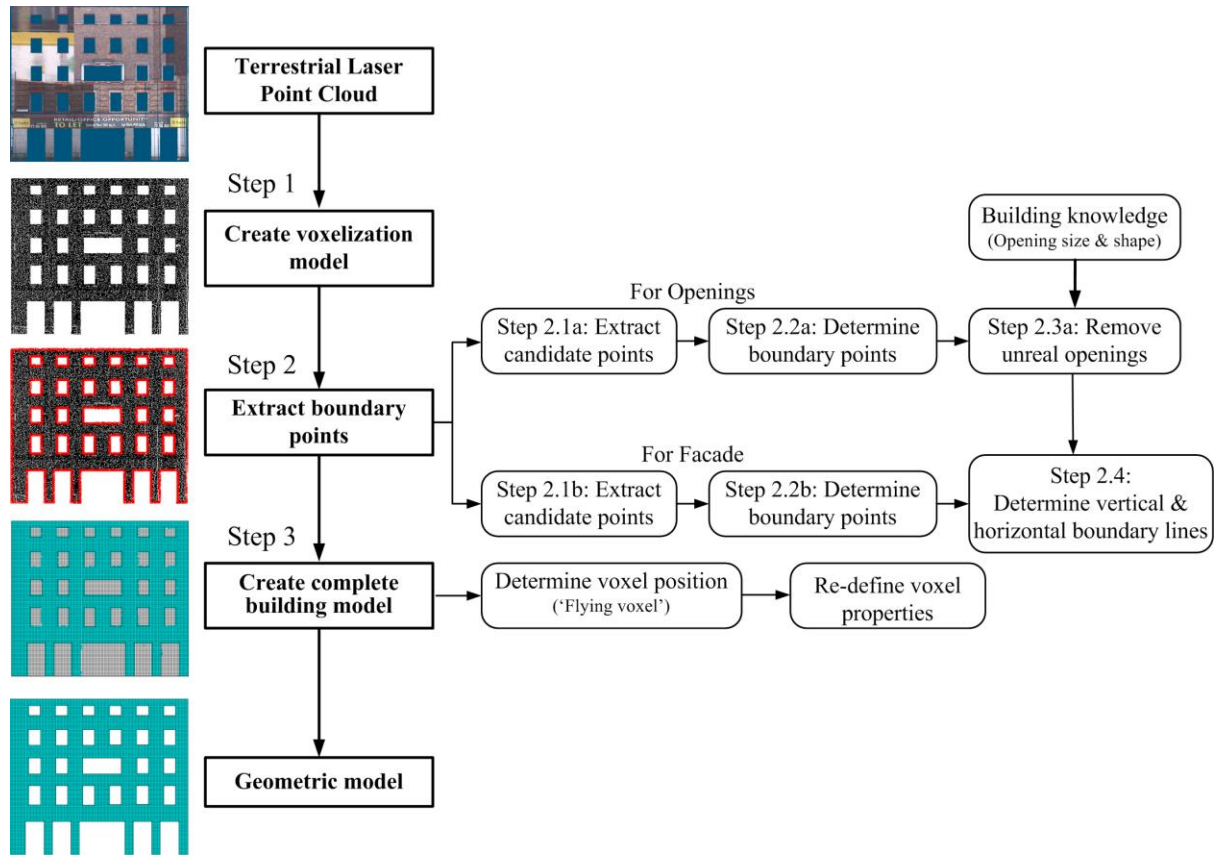 Terrestrial Laser
Point Cloud
Step 1
Create voxelization
model
Step 2
Extract boundary
points
For Openings
Step 2.1a: Extract
candidate points
Step 2.2a: Determine
boundary points
Building knowledge
(Opening size & shape)
Step 2.3a: Remove
unreal openings
For Facade
Step 2.1b: Extract
candidate points
Step 2.2b: Determine
boundary points
Step 2.4:
Determine vertical &
horizontal boundary lines
Step 3
Create complete
building model
Determine voxel position
(‘Flying voxel’)
Re-define voxel
properties
Geometric model
RETAIL/OFFICE OPPORTUNIT
TO LET